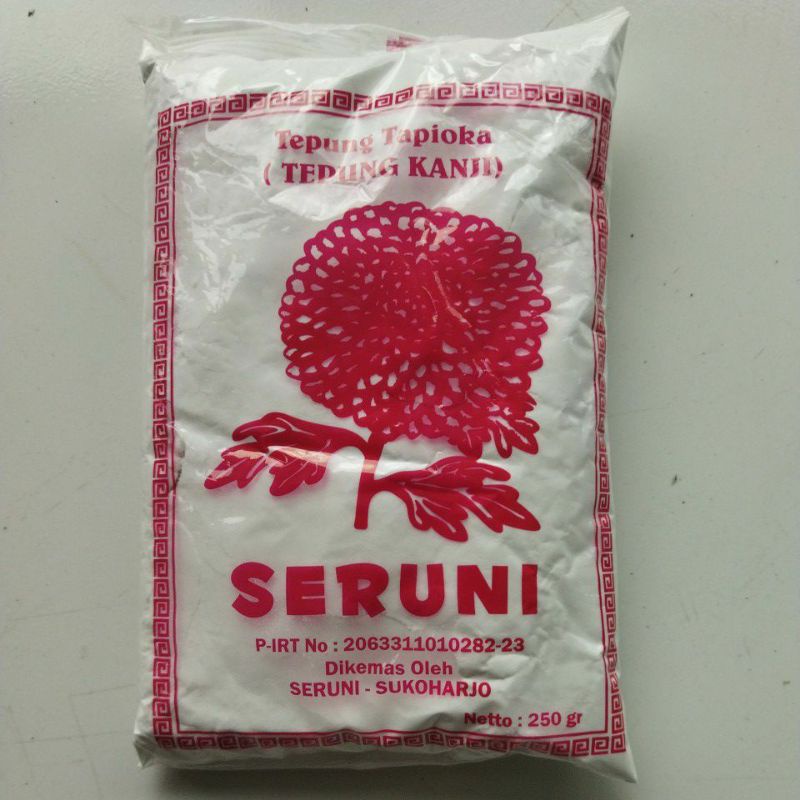 Tepung Tapioka
( TEPUNG KANJI)
SERUNI
P-IRT No : 2063311010282-23
Dikemas Oleh
SERUNI - SUKOHARJO
Netto : 250 gr